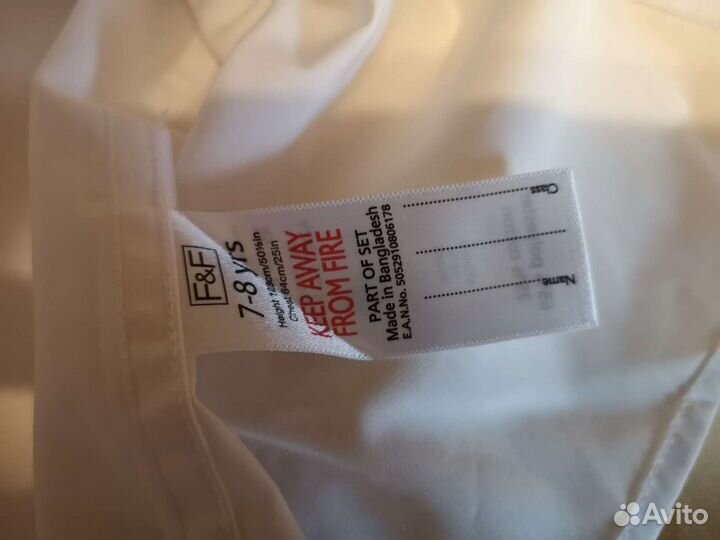 F&F
7-8 yrs
Height 128cm/50½in
Chest 64cm/25in
KEEP AWAY
FROM FIRE
PART OF SET
Made in Bangladesh
E.A.N.No. 5052910806178
Name
Class
Avito